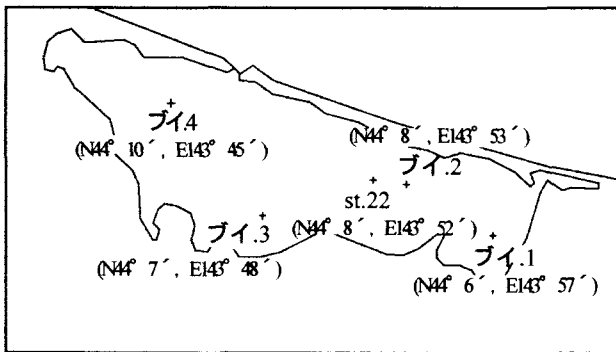 ブイ.4
(N44° 10´, E143° 45´)
(N44° 8´, E143° 53´)
ブイ.2
st.22
(N44° 8´, E143° 52´)
ブイ.3
(N44° 7´, E143° 48´)
ブイ.1
(N44° 6´, E143° 57´)